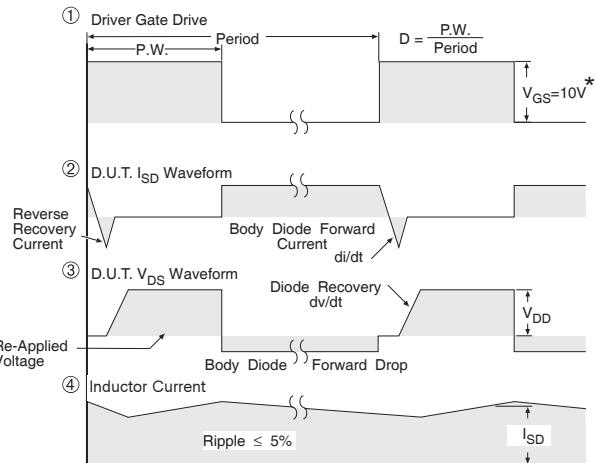 ① Driver Gate Drive
P.W.
Period
D = P.W. / Period
V_GS=10V*
② D.U.T. I_SD Waveform
Reverse
Recovery
Current
Body Diode Forward
Current
di/dt
③ D.U.T. V_DS Waveform
Diode Recovery
dv/dt
V_DD
Re-Applied
Voltage
Body Diode Forward Drop
④ Inductor Current
Ripple ≤ 5%
I_SD